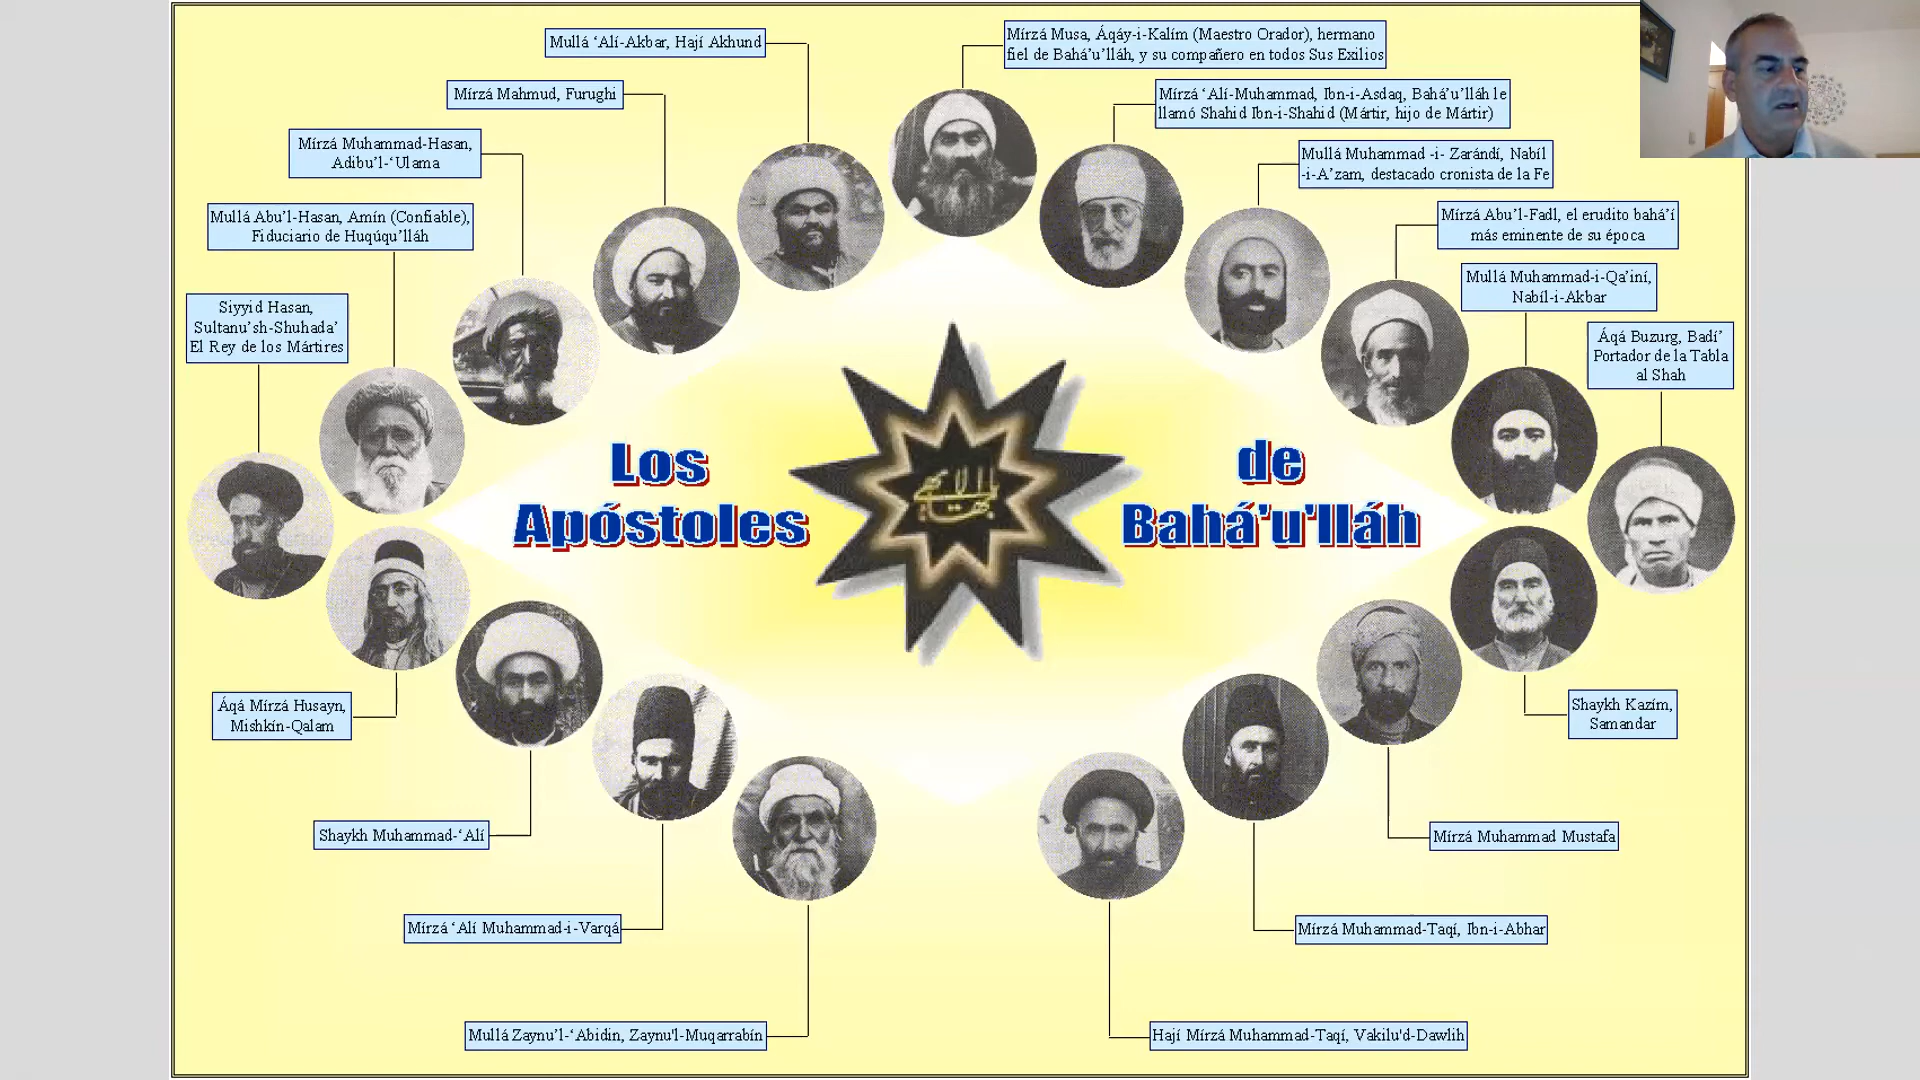 Mullá ‘Alí-Akbar, Hají Akhund
Mírzá Musa, Áqáy-i-Kalím (Maestro Orador), hermano
fiel de Bahá’u’lláh, y su compañero en todos Sus Exilios
Mírzá Mahmud, Furughi
Mírzá ‘Alí-Muhammad, Ibn-i-Asdaq, Bahá’u’lláh le
llamó Shahid Ibn-i-Shahid (Mártir, hijo de Mártir)
Mírzá Muhammad-Hasan,
Adibu’l-‘Ulama
Mullá Muhammad -i- Zarándí, Nabíl
-i-A’zam, destacado cronista de la Fe
Mullá Abu’l-Hasan, Amín (Confiable),
Fiduciario de Huqúqu’lláh
Mírzá Abu’l-Fadl, el erudito bahá’í
más eminente de su época
Mullá Muhammad-i-Qa’iní,
Nabíl-i-Akbar
Siyyid Hasan,
Sultanu’sh-Shuhada’
El Rey de los Mártires
Áqá Buzurg, Badí’
Portador de la Tabla
al Shah
Los
Apóstoles
de
Bahá'u'lláh
Áqá Mírzá Husayn,
Mishkín-Qalam
Shaykh Kazím,
Samandar
Shaykh Muhammad-‘Alí
Mírzá Muhammad Mustafa
Mírzá ‘Alí Muhammad-i-Varqá
Mírzá Muhammad-Taqí, Ibn-i-Abhar
Mullá Zaynu’l-‘Abidin, Zaynu'l-Muqarrabín
Hají Mírzá Muhammad-Taqí, Vakilu'd-Dawlih